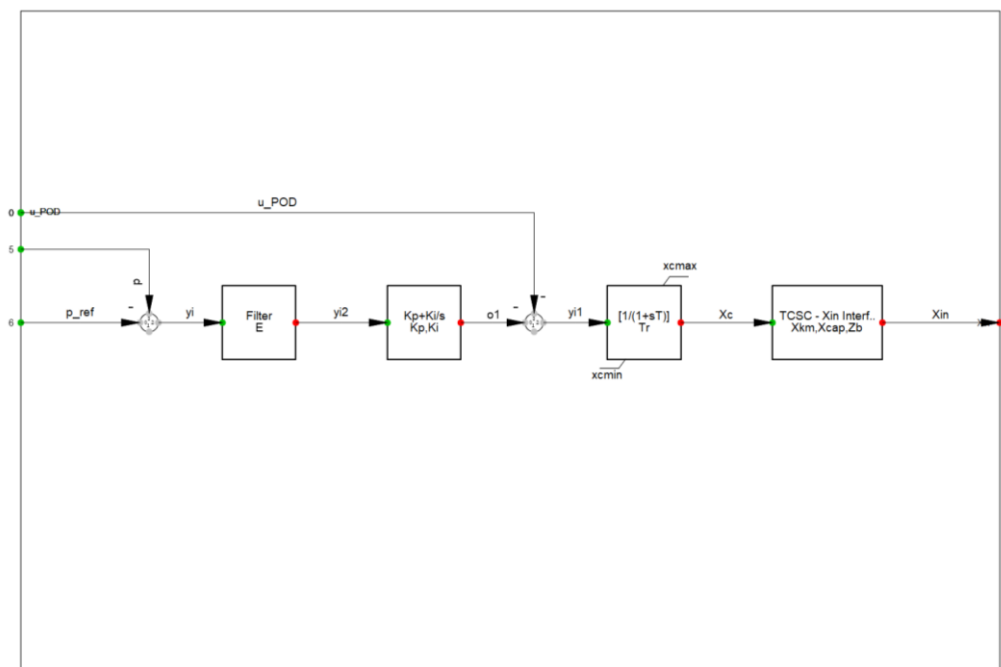 u_POD
0 u_POD
5
p
xcmax
p_ref
-
yi
Filter
E
yi2
Kp+Ki/s
Kp,Ki
o1
-
-
yi1
[1/(1+sT)]
Tr
Xc
TCSC - Xin Interf..
Xkm,Xcap,Zb
Xin
6
xcmin